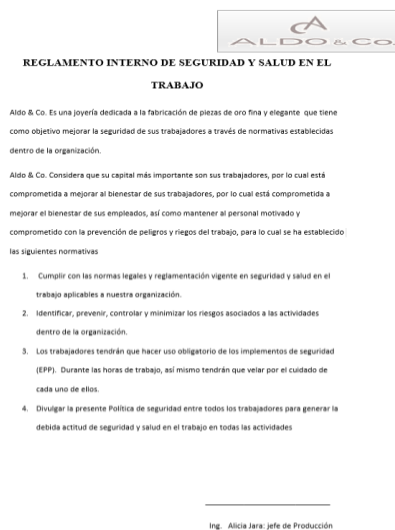 ALDO & CO.
REGLAMENTO INTERNO DE SEGURIDAD Y SALUD EN EL
TRABAJO
Aldo & Co. Es una joyería dedicada a la fabricación de piezas de oro fina y elegante que tiene
como objetivo mejorar la seguridad de sus trabajadores a través de normativas establecidas
dentro de la organización.
Aldo & Co. Considera que su capital más importante son sus trabajadores, por lo cual está
comprometida a mejorar al bienestar de sus trabajadores, por lo cual está comprometida a
mejorar el bienestar de sus empleados, así como mantener al personal motivado y
comprometido con la prevención de peligros y riegos del trabajo, para lo cual se ha establecido
las siguientes normativas
1. Cumplir con las normas legales y reglamentación vigente en seguridad y salud en el
trabajo aplicables a nuestra organización.
2. Identificar, prevenir, controlar y minimizar los riesgos asociados a las actividades
dentro de la organización.
3. Los trabajadores tendrán que hacer uso obligatorio de los implementos de seguridad
(EPP). Durante las horas de trabajo, así mismo tendrán que velar por el cuidado de
cada uno de ellos.
4. Divulgar la presente Política de seguridad entre todos los trabajadores para generar la
debida actitud de seguridad y salud en el trabajo en todas las actividades
Ing. Alicia Jara: jefe de Producción